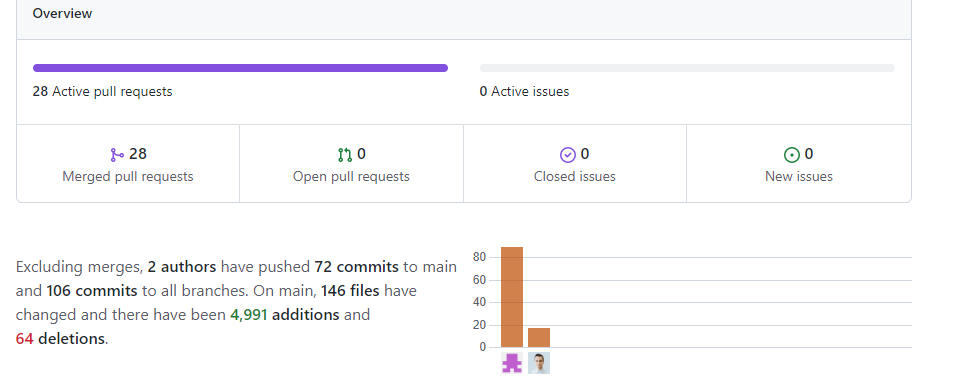 Overview
28 Active pull requests
0 Active issues
28
Merged pull requests
0
Open pull requests
0
Closed issues
0
New issues
Excluding merges, 2 authors have pushed 72 commits to main
and 106 commits to all branches. On main, 146 files have
changed and there have been 4,991 additions and
64 deletions.
80
60
40
20
0